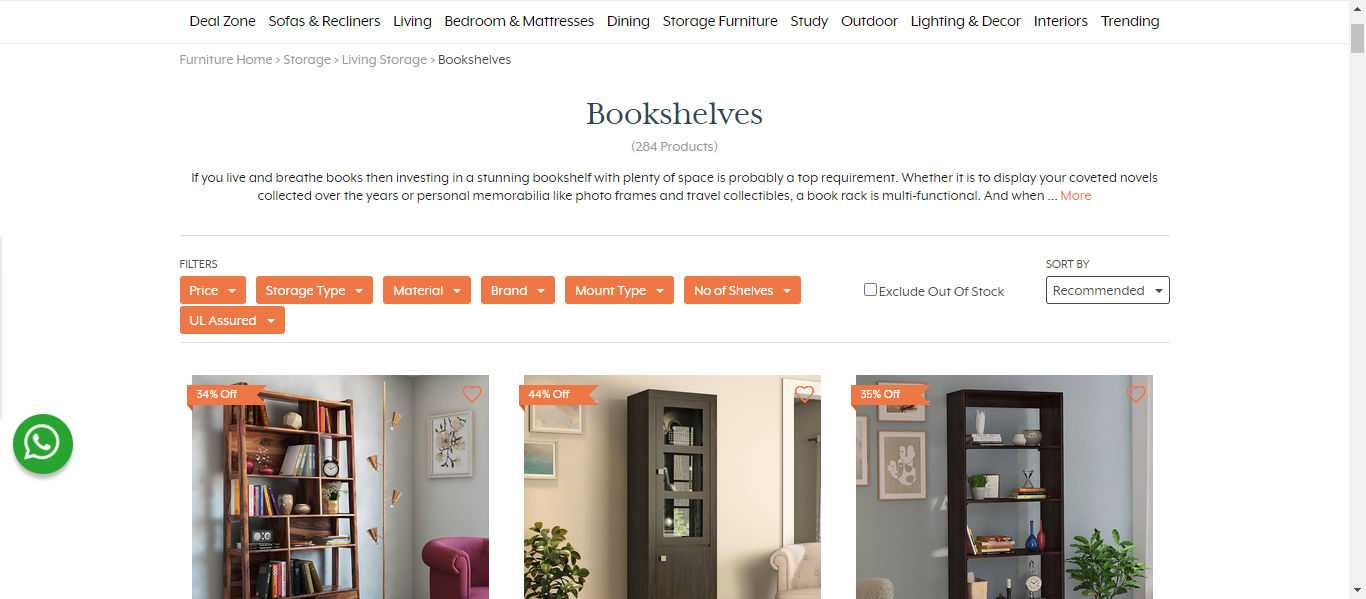 Deal Zone Sofas & Recliners Living Bedroom & Mattresses Dining Storage Furniture Study Outdoor Lighting & Decor Interiors Trending
Furniture Home > Storage > Living Storage > Bookshelves
Bookshelves
(284 Products)
If you live and breathe books then investing in a stunning bookshelf with plenty of space is probably a top requirement. Whether it is to display your coveted novels
collected over the years or personal memorabilia like photo frames and travel collectibles, a book rack is multi-functional. And when ... More
FILTERS
SORT BY
Price Storage Type Material Brand Mount Type No of Shelves
Exclude Out Of Stock
Recommended
UL Assured
34% Off
44% Off
35% Off